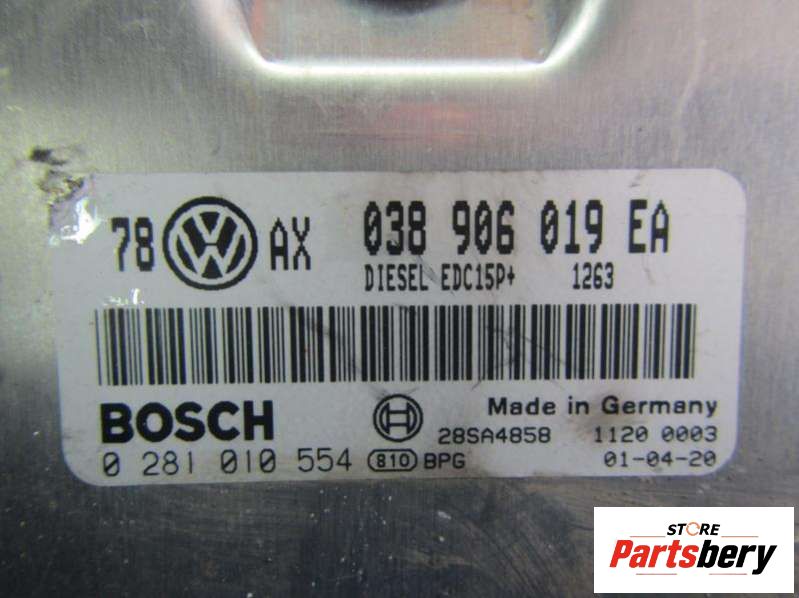 78 VW AX 038 906 019 EA
DIESEL EDC15P+ 1263
BOSCH Made in Germany
28SA4858 1120 0003
0 281 010 554 810 BPG 01-04-20
STORE
Partsbery